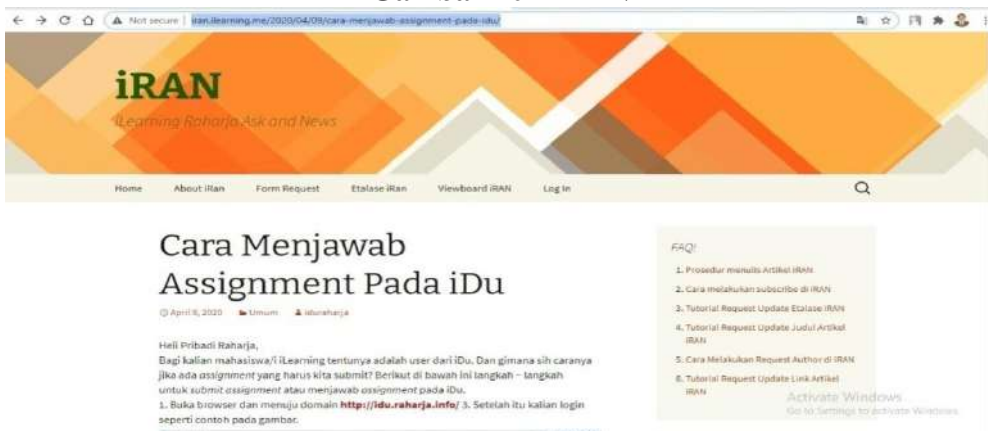 Not secure | iran.ilearning.me/2020/04/09/cara-menjawab-assignment-pada-idu/
iRAN
iLearning Raharja Ask and News
Home About iRan Form Request Etalase iRan Viewboard iRAN Log In
Cara Menjawab
Assignment Pada iDu
April 9, 2020 Umum iduraharja
Heli Pribadi Raharja,
Bagi kalian mahasiswa/i iLearning tentunya adalah user dari iDu. Dan gimana sih caranya
jika ada assignment yang harus kita submit? Berikut di bawah ini langkah – langkah
untuk submit assignment atau menjawab assignment pada iDu.
1. Buka browser dan menuju domain http://idu.raharja.info/ 3. Setelah itu kalian login
seperti contoh pada gambar.
FAQ!
1. Prosedur menulis Artikel iRAN
2. Cara melakukan subscribe di iRAN
3. Tutorial Request Update Etalase iRAN
4. Tutorial Request Update Judul Artikel
iRAN
5. Cara Melakukan Request Author di iRAN
6. Tutorial Request Update Link Artikel
iRAN
Activate Windows
Go to Settings to activate Windows.